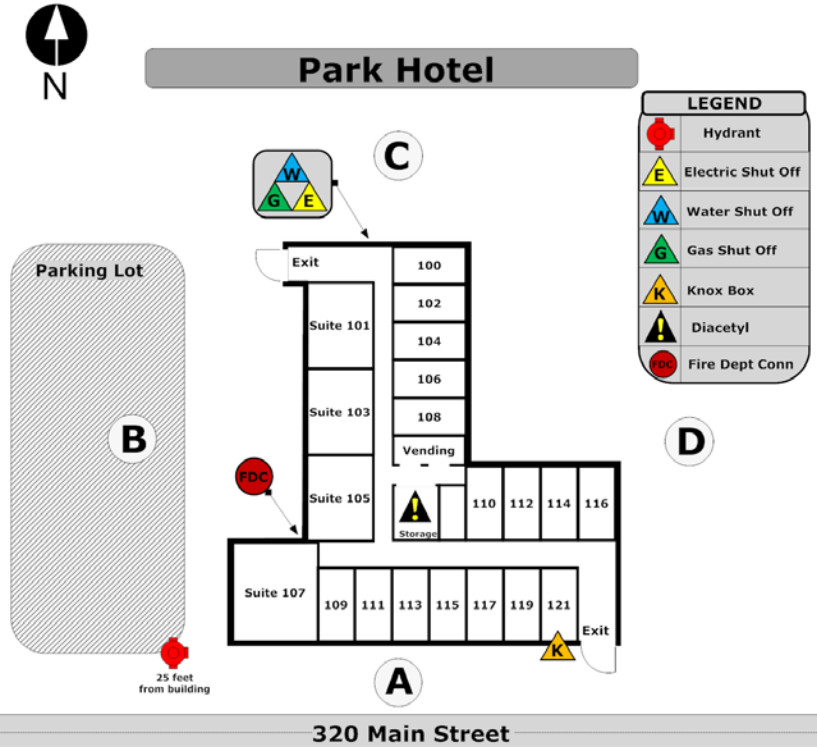 Park Hotel
N
LEGEND
Hydrant
E Electric Shut Off
W Water Shut Off
G Gas Shut Off
K Knox Box
! Diacetyl
FDC Fire Dept Conn
C
W
G E
Parking Lot
Exit
100
Suite 101
102
104
106
Suite 103
108
B
D
Vending
FDC
Suite 105
!
Storage
110 112 114 116
Suite 107
109 111 113 115 117 119 121
Exit
K
25 feet
from building
A
320 Main Street